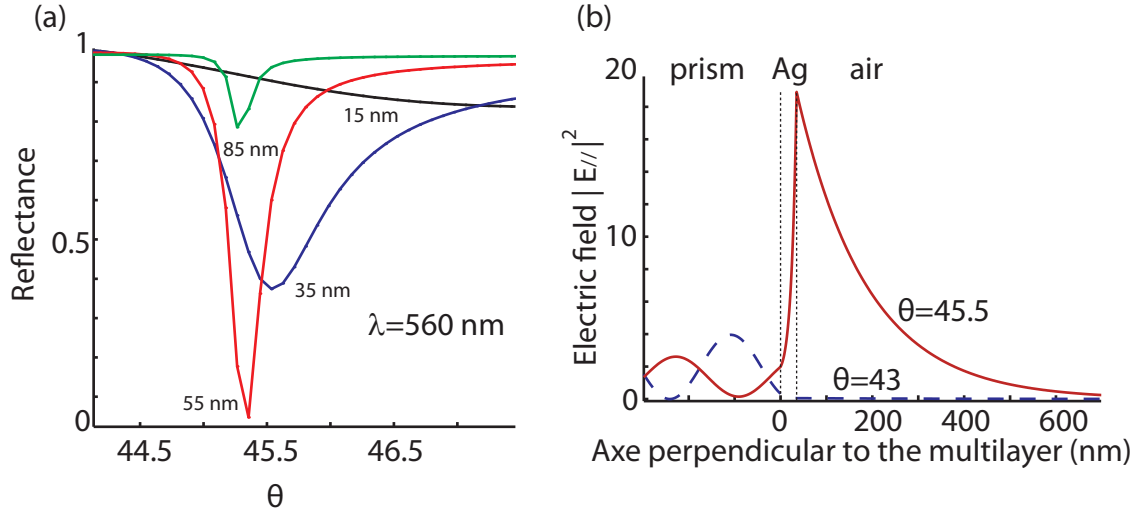 (a)
1
0.5
0
Reflectance
15 nm
85 nm
35 nm
55 nm
λ=560 nm
44.5 45.5 46.5
θ
(b)
prism Ag air
20
10
0
Electric field | E// |²
θ=45.5
θ=43
0 200 400 600
Axe perpendicular to the multilayer (nm)